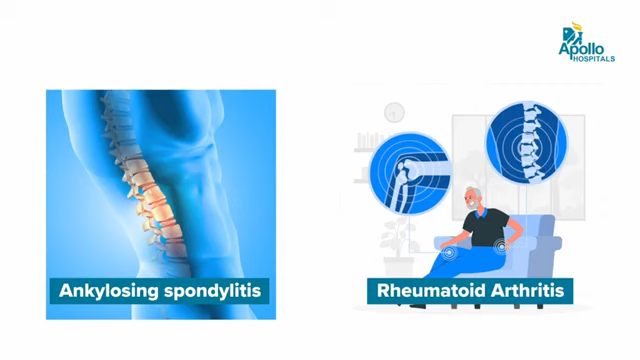 Apollo
HOSPITALS
Ankylosing spondylitis
Rheumatoid Arthritis